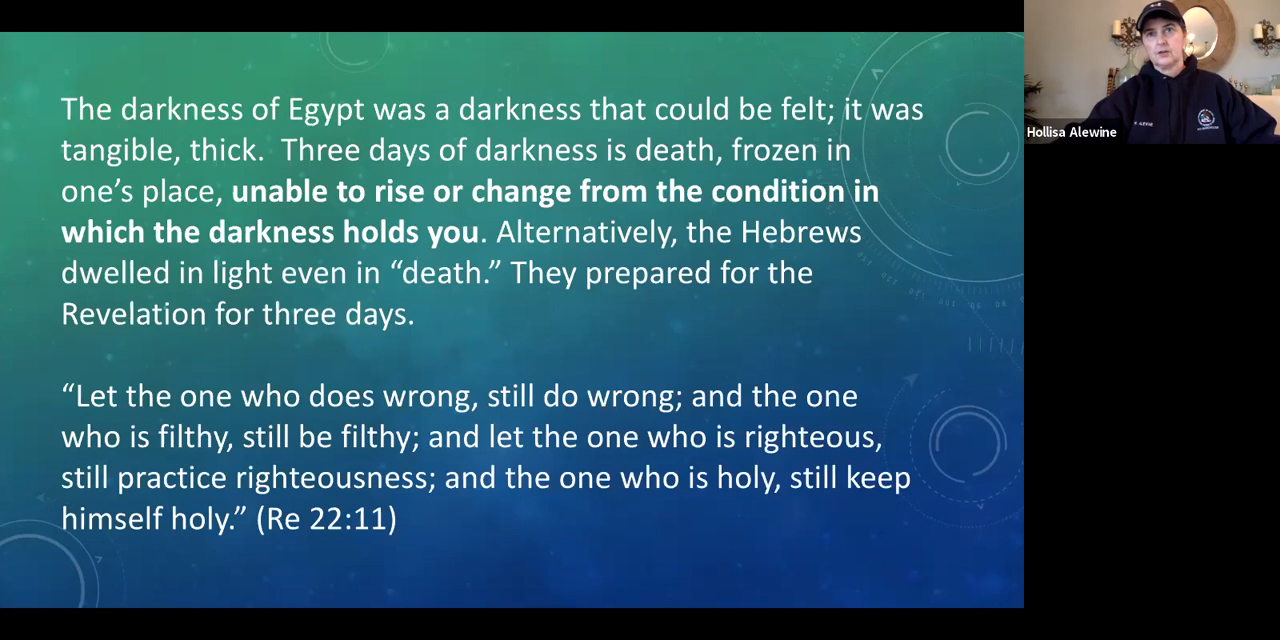 The darkness of Egypt was a darkness that could be felt; it was
tangible, thick.  Three days of darkness is death, frozen in
one’s place, unable to rise or change from the condition in
which the darkness holds you. Alternatively, the Hebrews
dwelled in light even in “death.” They prepared for the
Revelation for three days.
“Let the one who does wrong, still do wrong; and the one
who is filthy, still be filthy; and let the one who is righteous,
still practice righteousness; and the one who is holy, still keep
himself holy.” (Re 22:11)
Hollisa Alewine